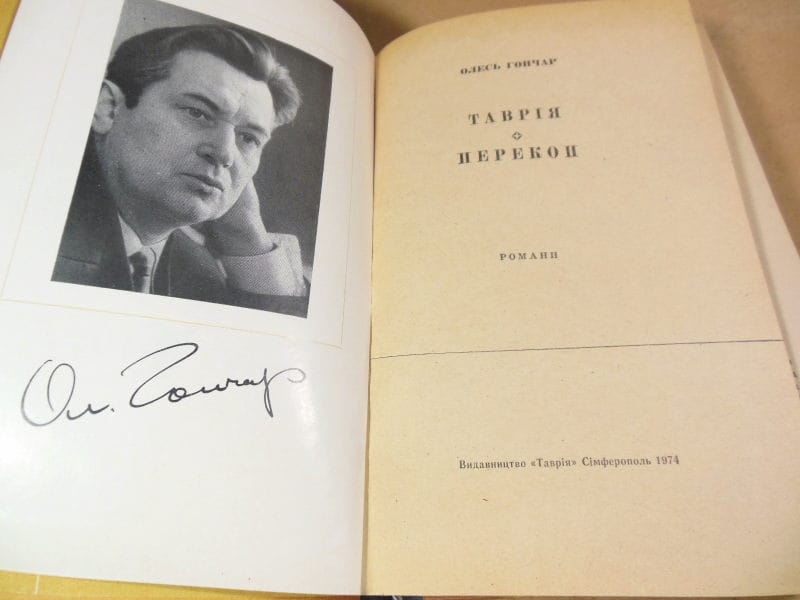 Ол. Гончар
ОЛЕСЬ ГОНЧАР
ТАВРІЯ
ПЕРЕКОП
РОМАНИ
Видавництво «Таврія» Сімферополь 1974